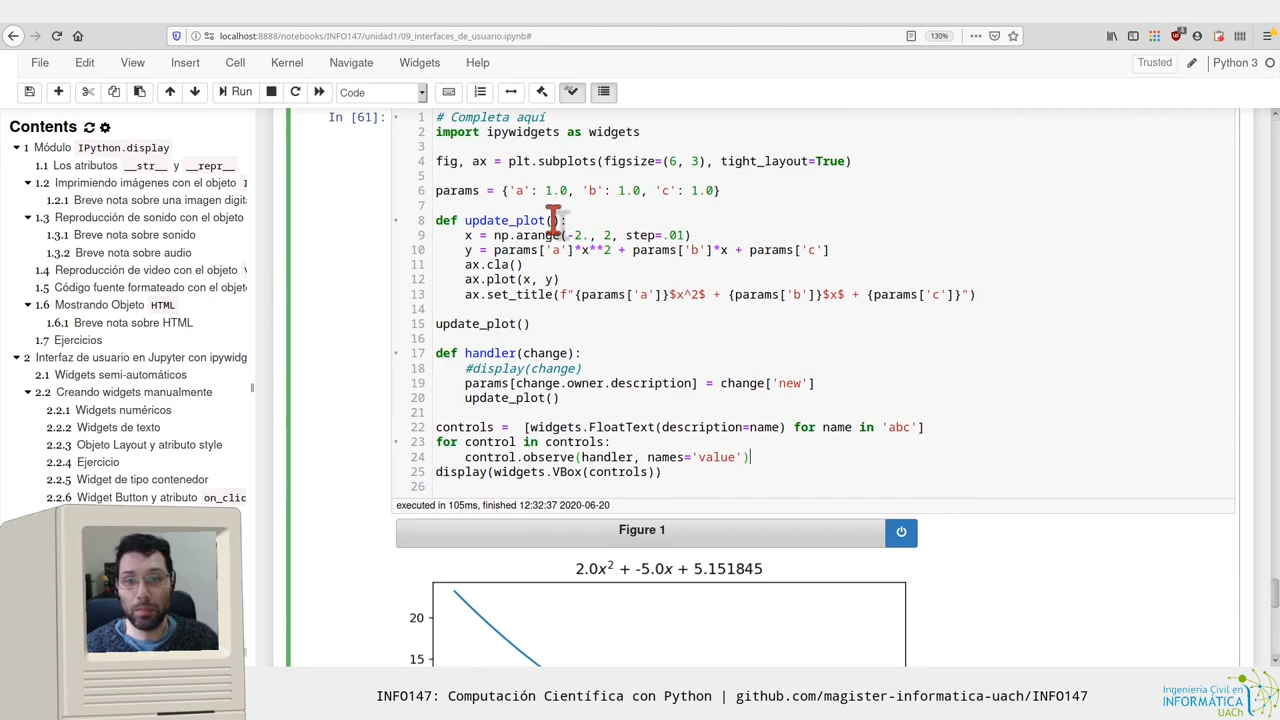 localhost:8888/notebooks/INFO147/unidad1/09_interfaces_de_usuario.ipynb#
130%
File Edit View Insert Cell Kernel Navigate Widgets Help
Trusted
Python 3
Run
Code
Contents
1 Módulo IPython.display
1.1 Los atributos __str__ y __repr__
1.2 Imprimiendo imágenes con el objeto I
1.2.1 Breve nota sobre una imagen digita
1.3 Reproducción de sonido con el objeto
1.3.1 Breve nota sobre sonido
1.3.2 Breve nota sobre audio
1.4 Reproducción de video con el objeto V
1.5 Código fuente formateado con el objeto
1.6 Mostrando Objeto HTML
1.6.1 Breve nota sobre HTML
1.7 Ejercicios
2 Interfaz de usuario en Jupyter con ipywidg
2.1 Widgets semi-automáticos
2.2 Creando widgets manualmente
2.2.1 Widgets numéricos
2.2.2 Widgets de texto
2.2.3 Objeto Layout y atributo style
2.2.4 Ejercicio
2.2.5 Widget de tipo contenedor
2.2.6 Widget Button y atributo on_clic
In [61]:
1 # Completa aquí
2 import ipywidgets as widgets
3
4 fig, ax = plt.subplots(figsize=(6, 3), tight_layout=True)
5
6 params = {'a': 1.0, 'b': 1.0, 'c': 1.0}
7
8 def update_plot():
9 x = np.arange(-2., 2, step=.01)
10 y = params['a']*x**2 + params['b']*x + params['c']
11 ax.cla()
12 ax.plot(x, y)
13 ax.set_title(f"{params['a']}$x^2$ + {params['b']}$x$ + {params['c']}")
14
15 update_plot()
16
17 def handler(change):
18 #display(change)
19 params[change.owner.description] = change['new']
20 update_plot()
21
22 controls =  [widgets.FloatText(description=name) for name in 'abc']
23 for control in controls:
24 control.observe(handler, names='value')
25 display(widgets.VBox(controls))
26
executed in 105ms, finished 12:32:37 2020-06-20
Figure 1
2.0x² + -5.0x + 5.151845
20
15
INFO147: Computación Científica con Python | github.com/magister-informatica-uach/INFO147
Ingeniería Civil en
INFORMÁTICA
UACh